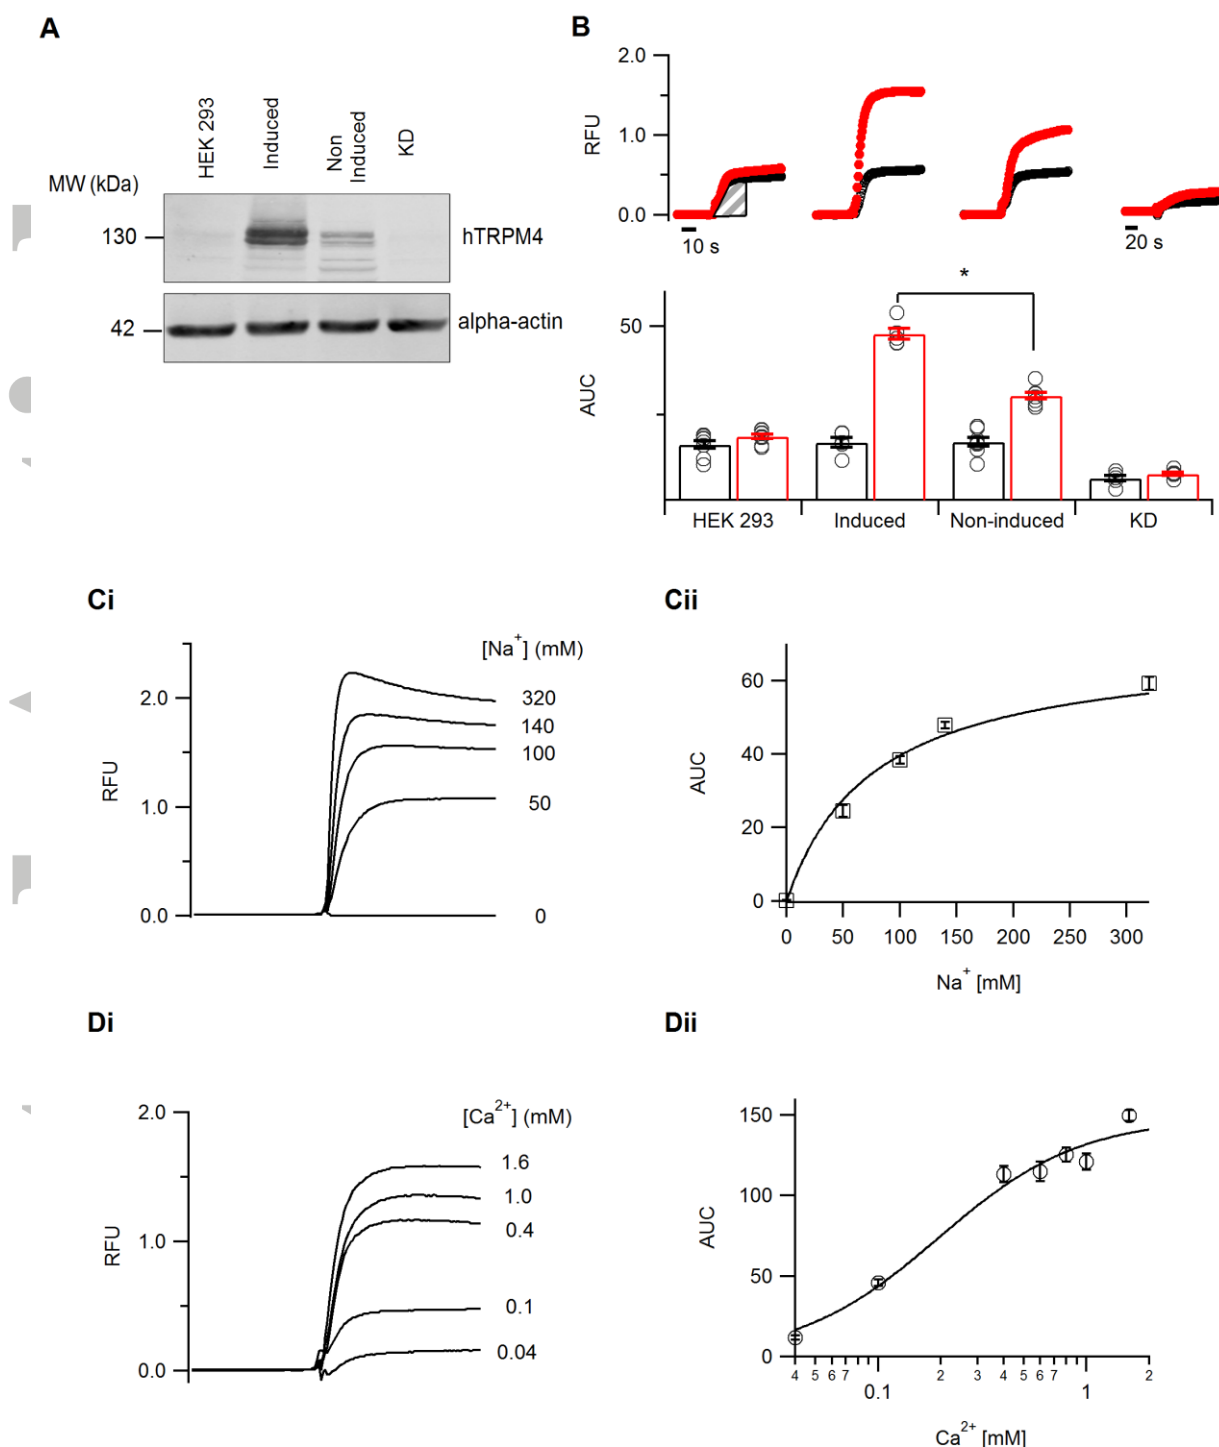 A
HEK 293
Induced
Non
Induced
KD
MW (kDa)
130
hTRPM4
42
alpha-actin
B
2.0
1.0
0.0
RFU
10 s
20 s
*
50
AUC
HEK 293
Induced
Non-induced
KD
Ci
[Na+] (mM)
2.0
1.0
0.0
RFU
320
140
100
50
0
Cii
60
40
20
0
AUC
0 50 100 150 200 250 300
Na+ [mM]
Di
[Ca2+] (mM)
2.0
1.0
0.0
RFU
1.6
1.0
0.4
0.1
0.04
Dii
150
100
50
0
AUC
4 5 6 7 0.1 2 3 4 5 6 7 1 2
Ca2+ [mM]